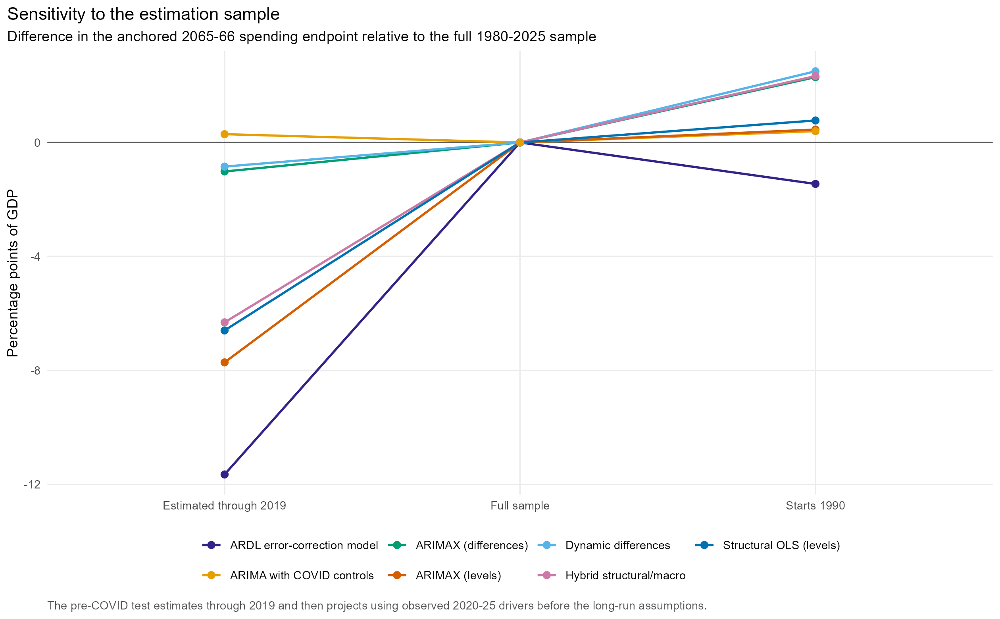 Sensitivity to the estimation sample
Difference in the anchored 2065-66 spending endpoint relative to the full 1980-2025 sample
Percentage points of GDP
0
-4
-8
-12
Estimated through 2019
Full sample
Starts 1990
ARDL error-correction model
ARIMAX (differences)
Dynamic differences
Structural OLS (levels)
ARIMA with COVID controls
ARIMAX (levels)
Hybrid structural/macro
The pre-COVID test estimates through 2019 and then projects using observed 2020-25 drivers before the long-run assumptions.